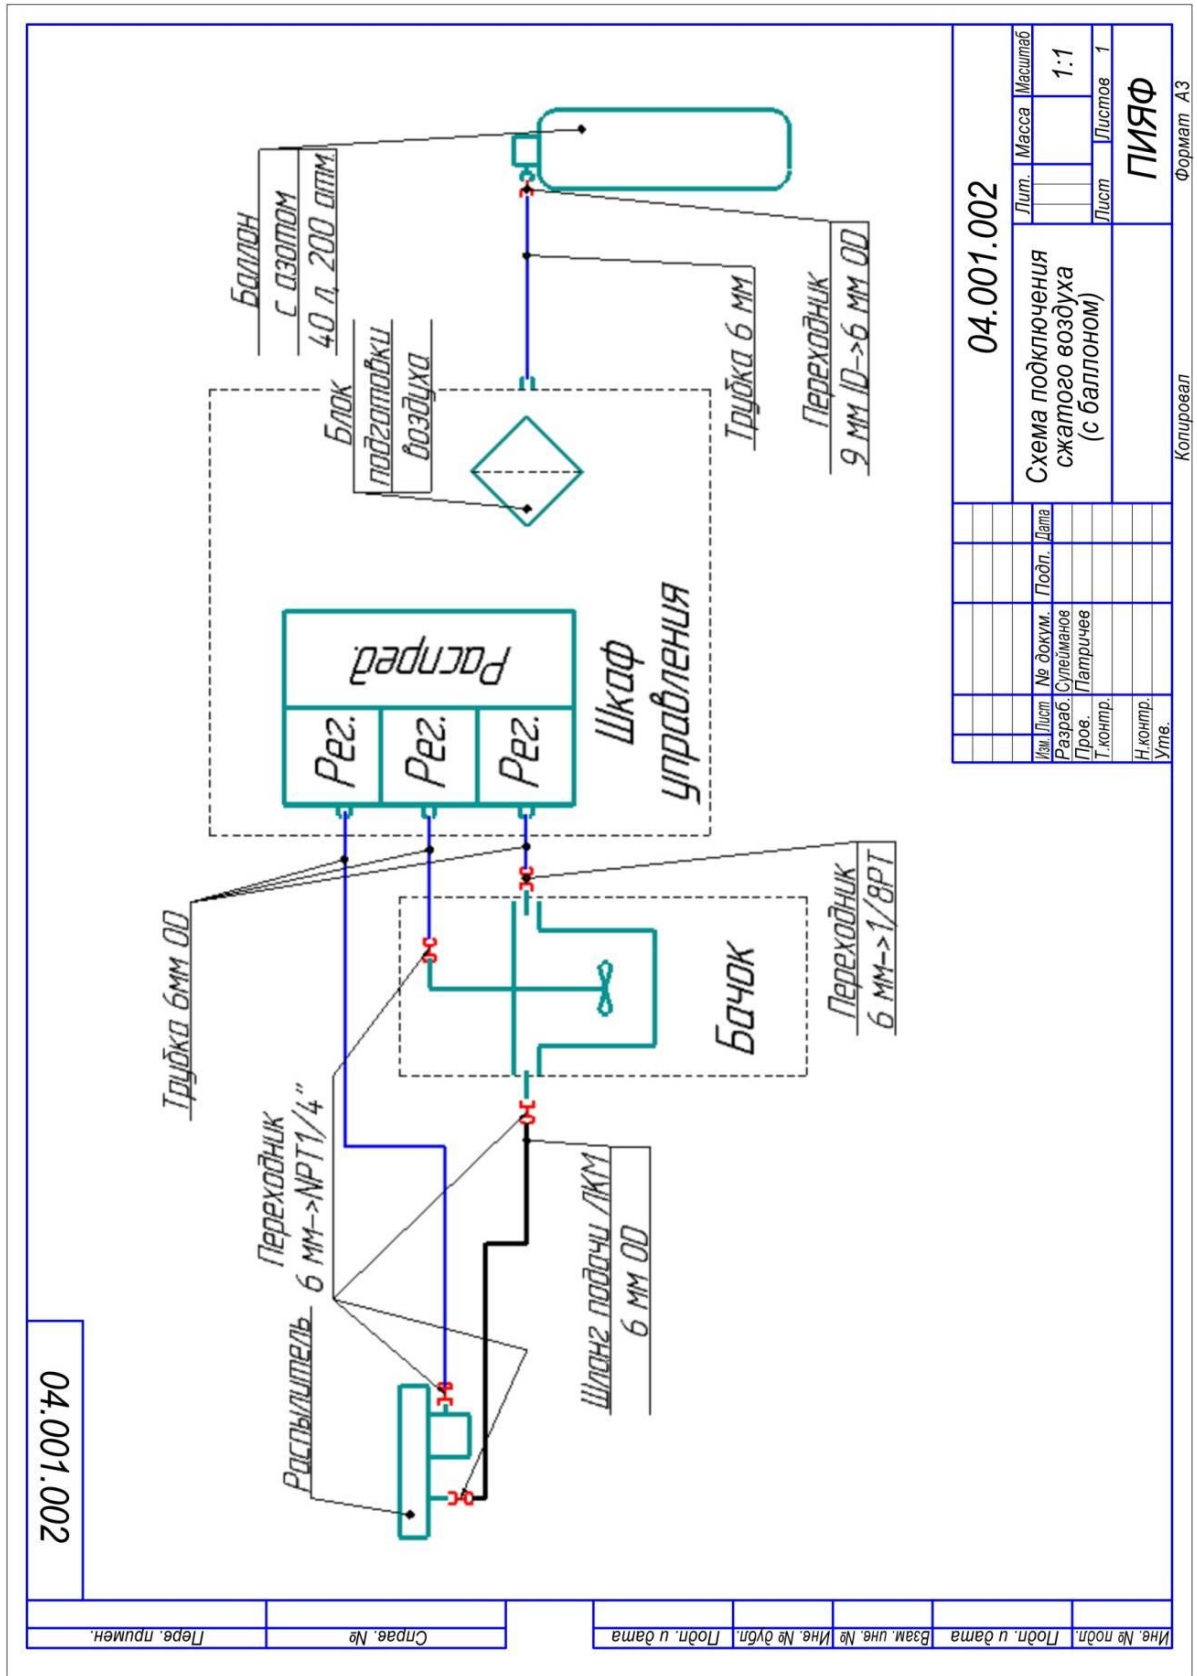 04.001.002
Перв. примен.
Справ. №
Подп. и дата
Инв. № дубл.
Взам. инв. №
Подп. и дата
Инв. № подл.
Распылитель
Переходник
6 мм->NPT1/4"
Трубка 6мм OD
Шланг подачи ЛКМ
6 мм OD
Бачок
Переходник
6 мм->1/8PT
Рег.
Рег.
Рег.
Распред.
Шкаф
управления
Блок
подготовки
воздуха
Баллон
с азотом
40 л, 200 атм.
Трубка 6 мм
Переходник
9 мм ID->6 мм OD
04.001.002
Изм. Лист № докум. Подп. Дата
Разраб. Сулейманов
Пров. Патричев
Т.контр.
Н.контр.
Утв.
Схема подключения
сжатого воздуха
(с баллоном)
Лит. Масса Масштаб
1:1
Лист Листов 1
ПИЯФ
Копировал Формат А3